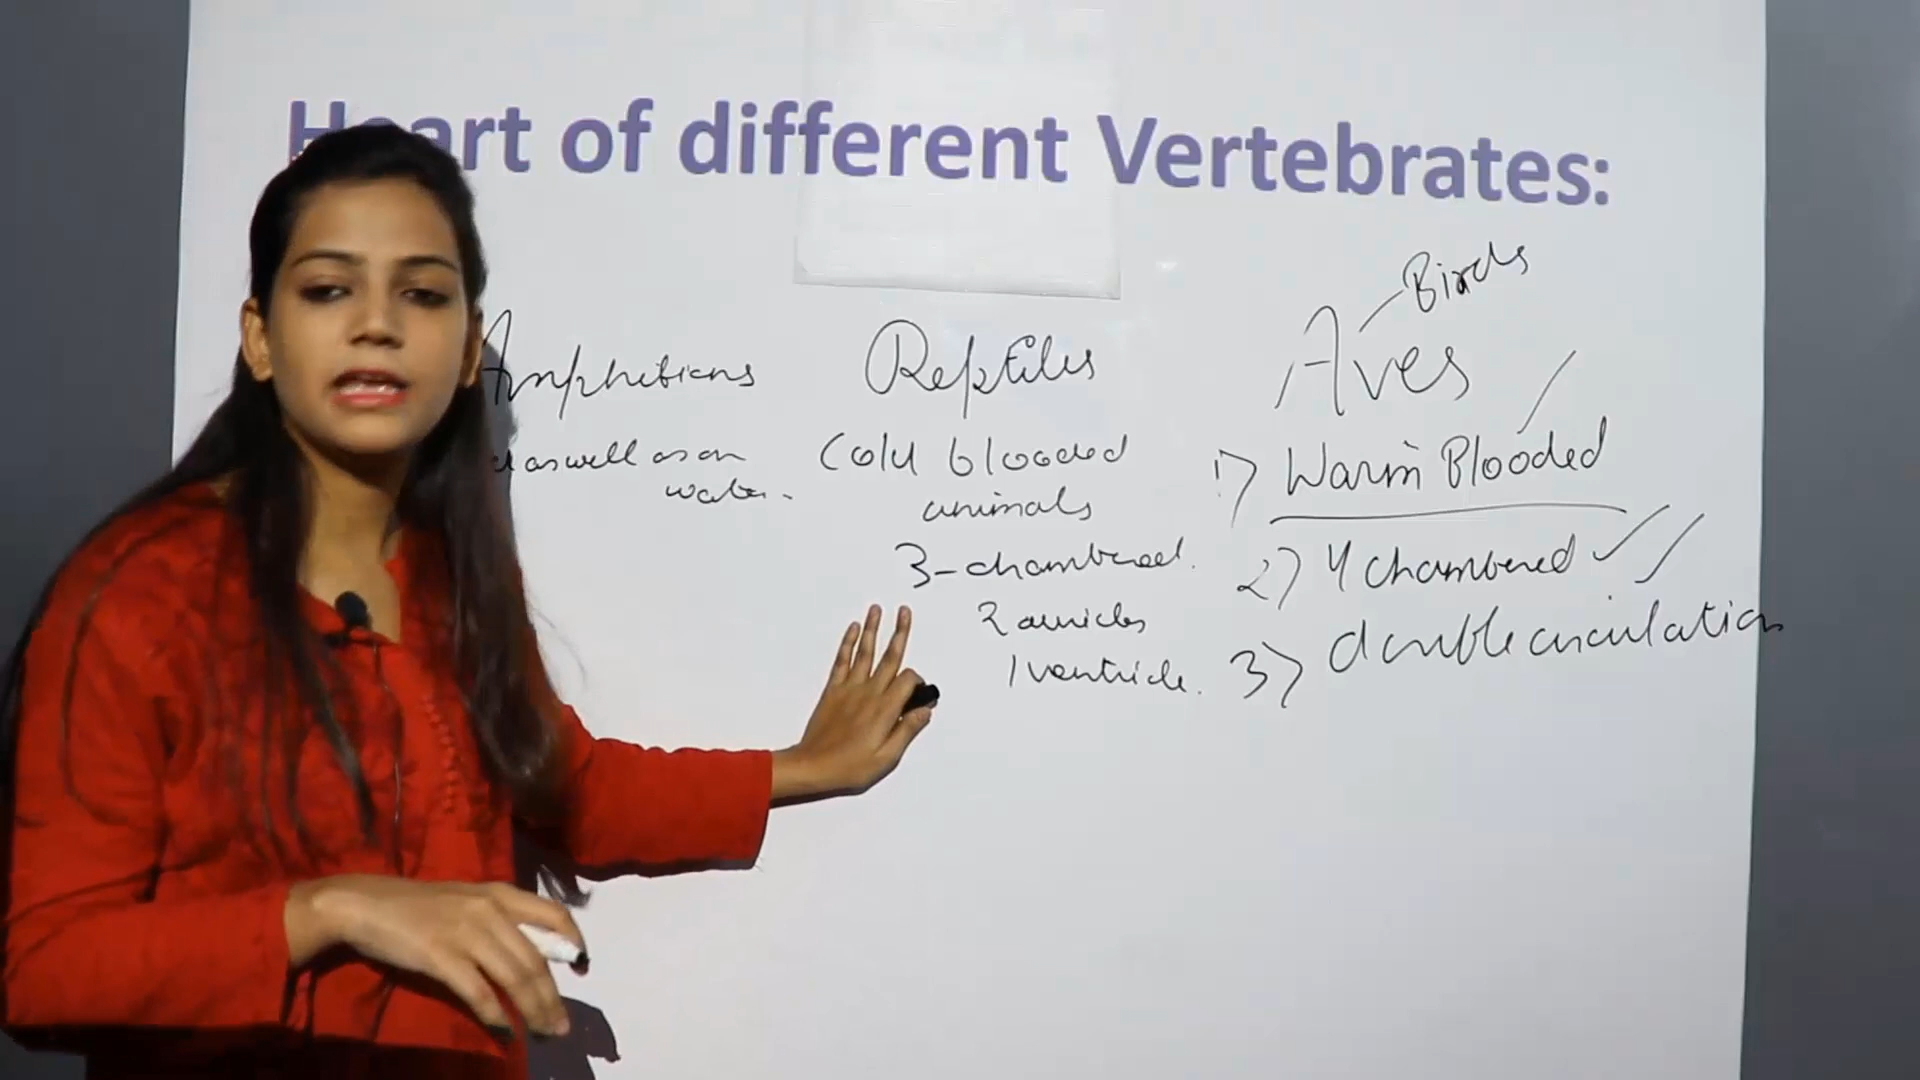 Heart of different Vertebrates:
Amphibians
as well as on
water.
Reptiles
Cold blooded
animals
3-chambered.
2 auricles
1 ventricle.
Birds
Aves
1) Warm Blooded
2) 4 chambered
3) double circulation